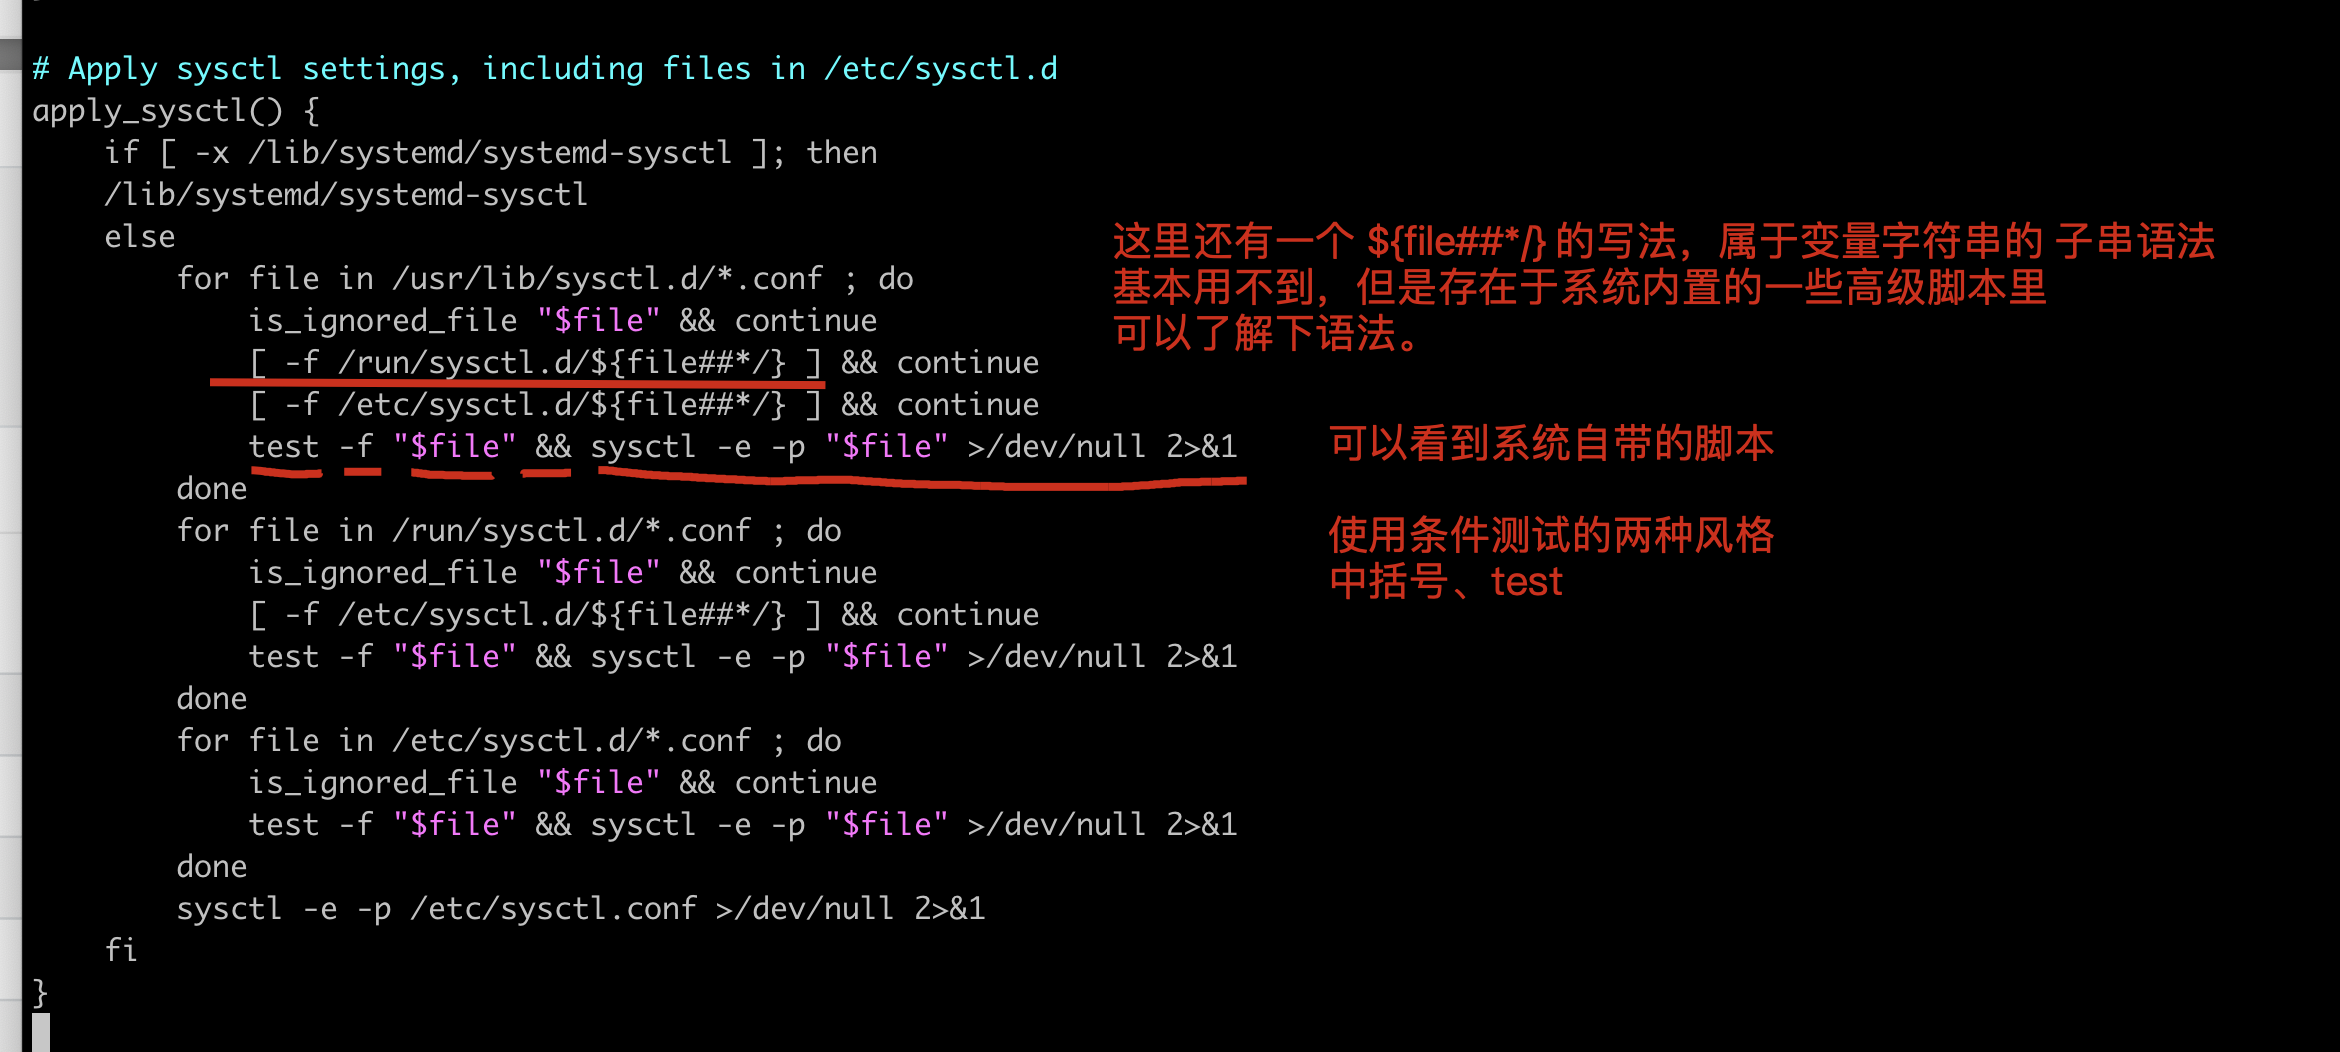 # Apply sysctl settings, including files in /etc/sysctl.d
apply_sysctl() {
    if [ -x /lib/systemd/systemd-sysctl ]; then
    /lib/systemd/systemd-sysctl
    else
        for file in /usr/lib/sysctl.d/*.conf ; do
            is_ignored_file "$file" && continue
            [ -f /run/sysctl.d/${file##*/} ] && continue
            [ -f /etc/sysctl.d/${file##*/} ] && continue
            test -f "$file" && sysctl -e -p "$file" >/dev/null 2>&1
        done
        for file in /run/sysctl.d/*.conf ; do
            is_ignored_file "$file" && continue
            [ -f /etc/sysctl.d/${file##*/} ] && continue
            test -f "$file" && sysctl -e -p "$file" >/dev/null 2>&1
        done
        for file in /etc/sysctl.d/*.conf ; do
            is_ignored_file "$file" && continue
            test -f "$file" && sysctl -e -p "$file" >/dev/null 2>&1
        done
        sysctl -e -p /etc/sysctl.conf >/dev/null 2>&1
    fi
}
这里还有一个 ${file##*/} 的写法，属于变量字符串的 子串语法
基本用不到，但是存在于系统内置的一些高级脚本里
可以了解下语法。
可以看到系统自带的脚本
使用条件测试的两种风格
中括号、test